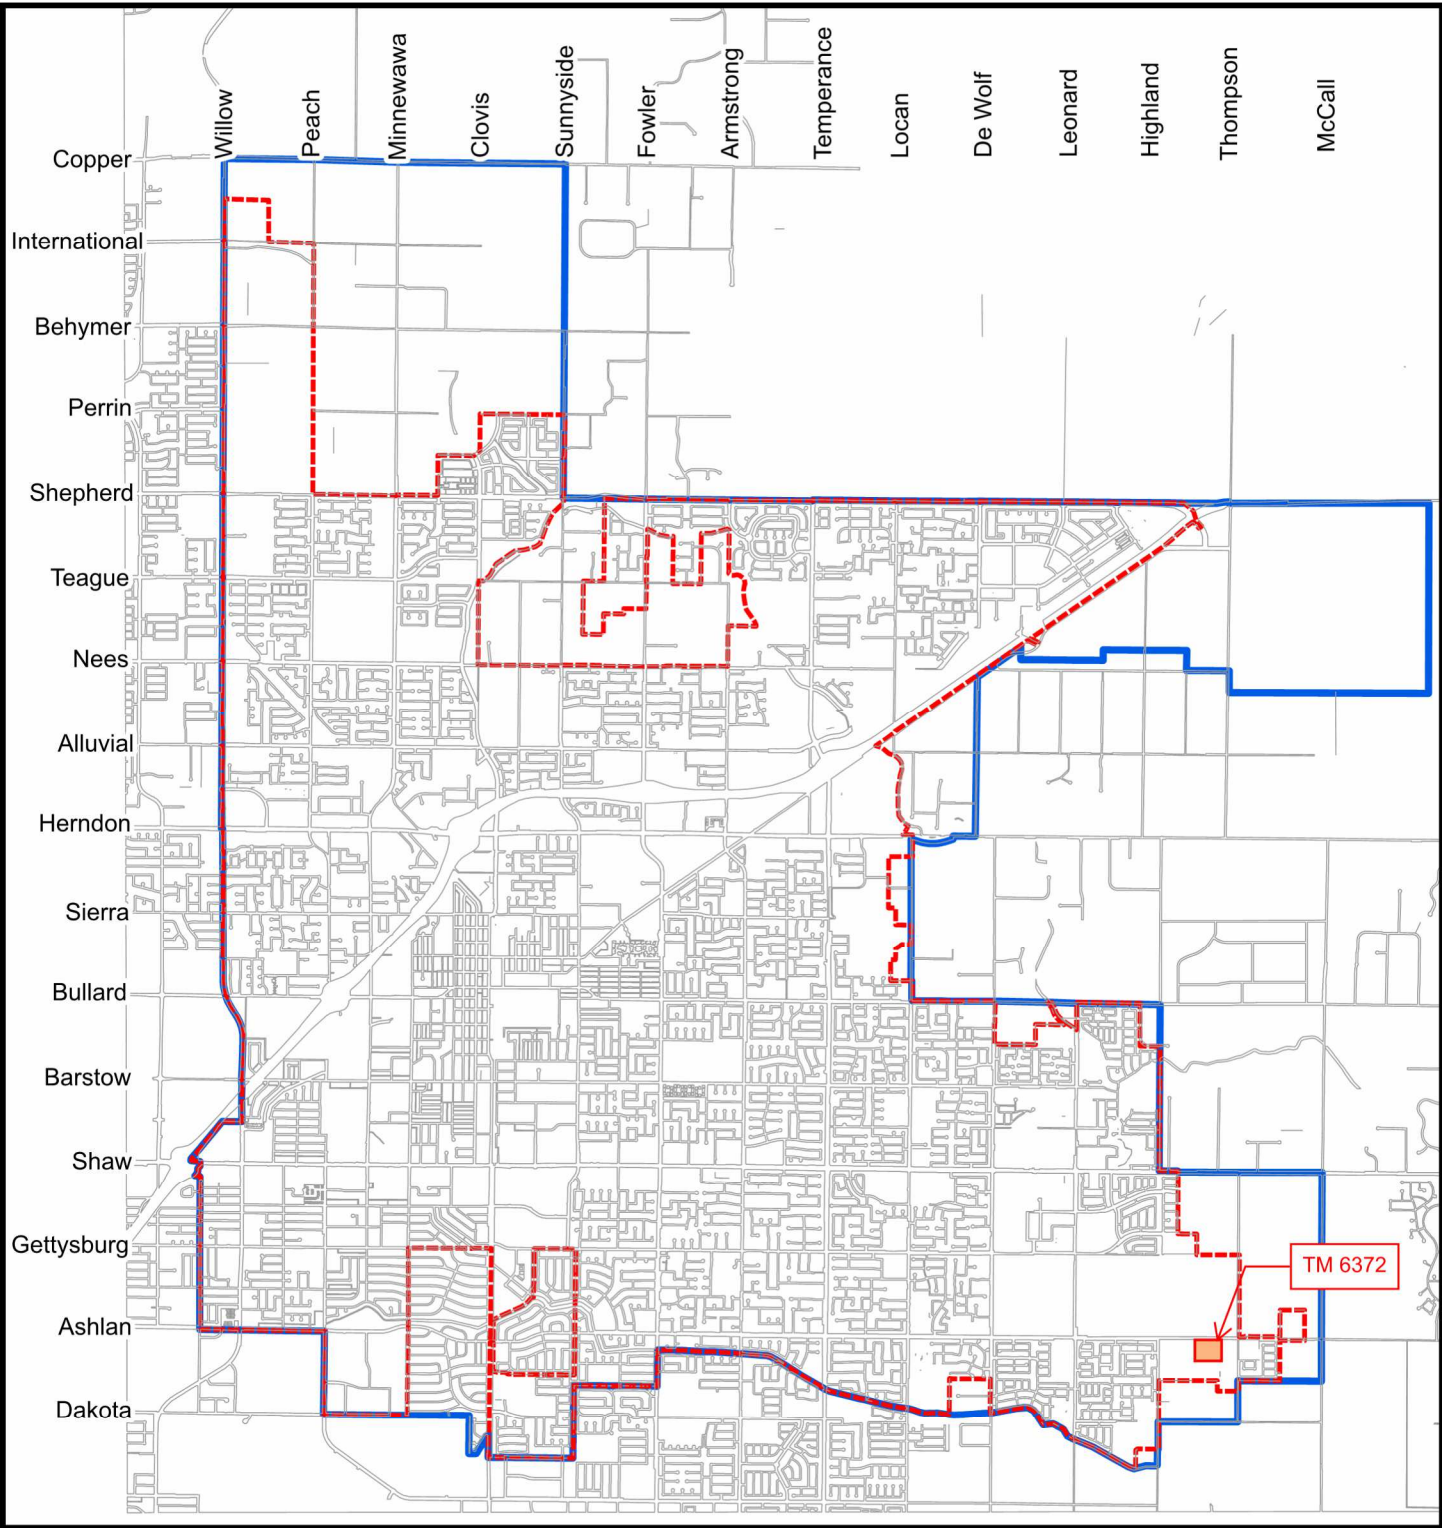 Willow
Peach
Minnewawa
Clovis
Sunnyside
Fowler
Armstrong
Temperance
Locan
De Wolf
Leonard
Highland
Thompson
McCall
Copper
International
Behymer
Perrin
Shepherd
Teague
Nees
Alluvial
Herndon
Sierra
Bullard
Barstow
Shaw
Gettysburg
TM 6372
Ashlan
Dakota